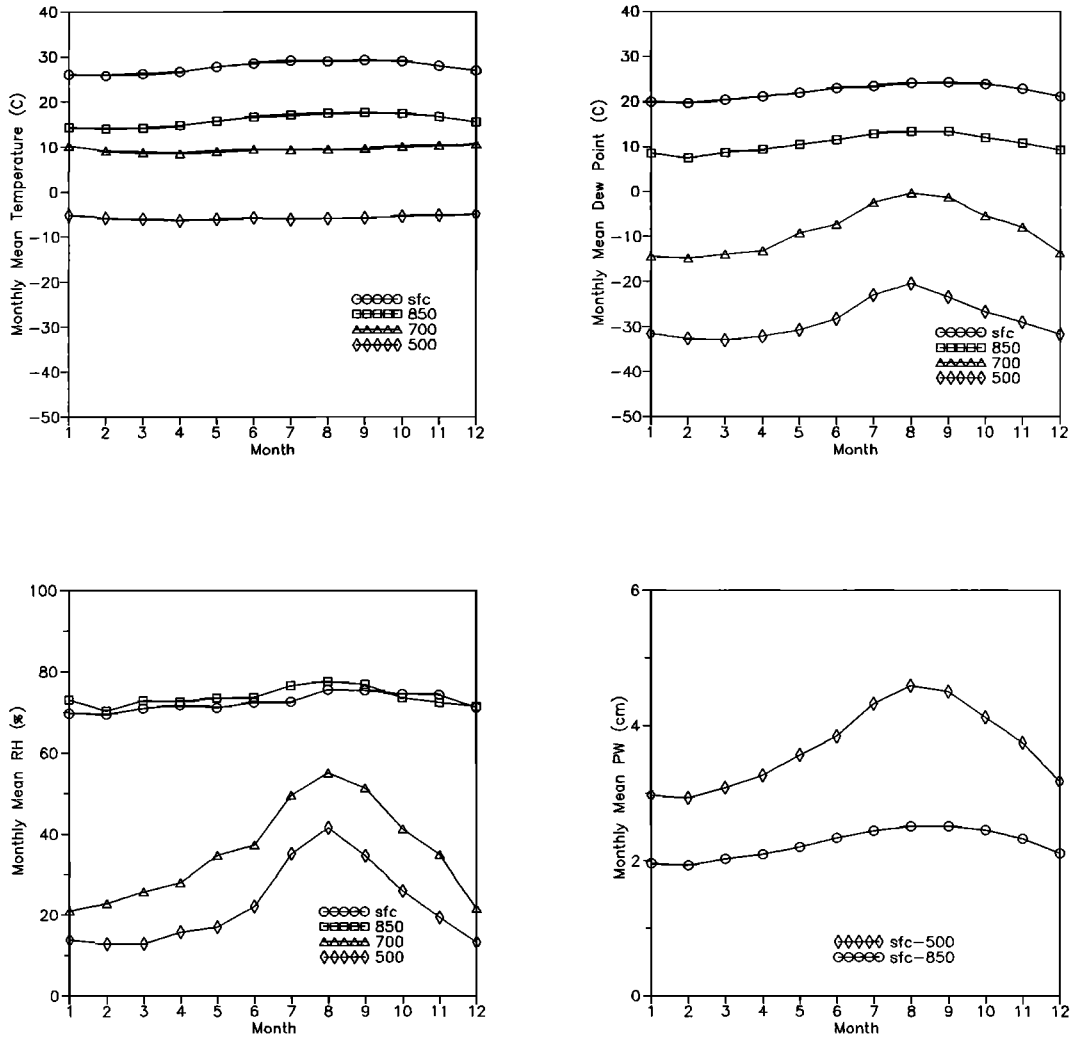 Monthly Mean Temperature (C)
40
30
20
10
0
−10
−20
−30
−40
−50
sfc
850
700
500
1 2 3 4 5 6 7 8 9 10 11 12
Month
Monthly Mean Dew Point (C)
40
30
20
10
0
−10
−20
−30
−40
−50
sfc
850
700
500
1 2 3 4 5 6 7 8 9 10 11 12
Month
Monthly Mean RH (%)
100
80
60
40
20
0
sfc
850
700
500
1 2 3 4 5 6 7 8 9 10 11 12
Month
Monthly Mean PW (cm)
6
4
2
0
sfc−500
sfc−850
1 2 3 4 5 6 7 8 9 10 11 12
Month